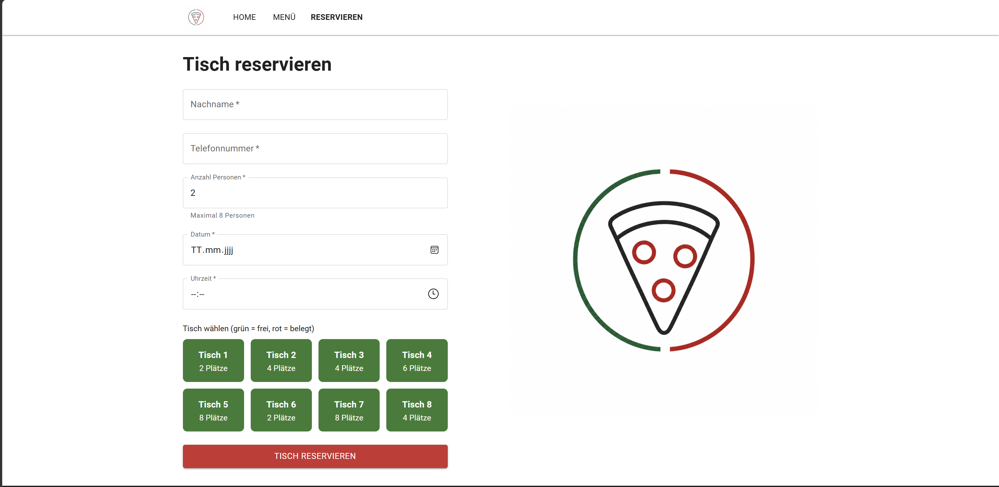 HOME MENÜ RESERVIEREN
Tisch reservieren
Nachname *
Telefonnummer *
Anzahl Personen *
2
Maximal 8 Personen
Datum *
TT.mm.jjjj
Uhrzeit *
--:--
Tisch wählen (grün = frei, rot = belegt)
Tisch 1 Tisch 2 Tisch 3 Tisch 4
2 Plätze 4 Plätze 4 Plätze 6 Plätze
Tisch 5 Tisch 6 Tisch 7 Tisch 8
8 Plätze 2 Plätze 8 Plätze 4 Plätze
TISCH RESERVIEREN